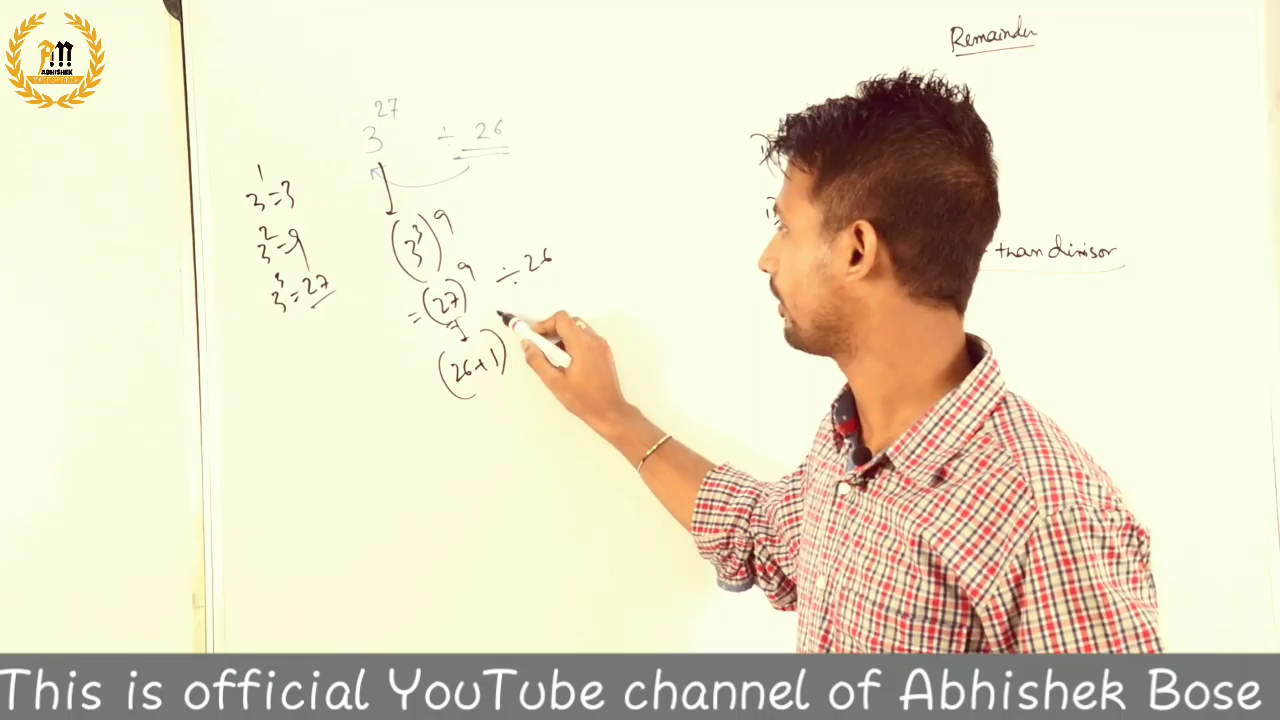 ABHISHEK
Remainder
3^27 ÷ 26
3^1 = 3
3^2 = 9
3^3 = 27
(3^3)^9
= (27)^9 ÷ 26
(26+1)
than divisor
This is official YouTube channel of Abhishek Bose